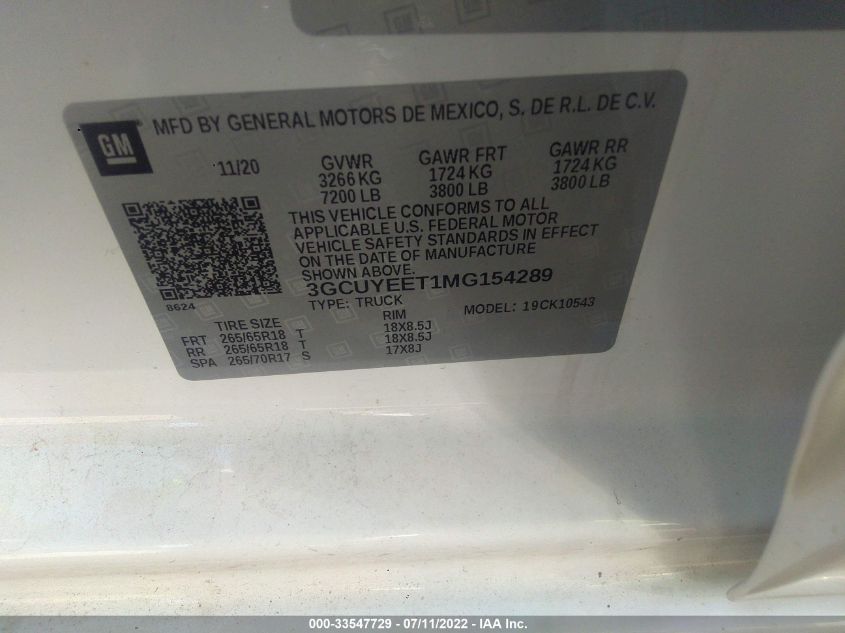 GM
GM
MFD BY GENERAL MOTORS DE MEXICO, S. DE R.L. DE C.V.
11/20 GVWR GAWR FRT GAWR RR
3266 KG 1724 KG 1724 KG
7200 LB 3800 LB 3800 LB
THIS VEHICLE CONFORMS TO ALL
APPLICABLE U.S. FEDERAL MOTOR
VEHICLE SAFETY STANDARDS IN EFFECT
ON THE DATE OF MANUFACTURE
SHOWN ABOVE.
3GCUYEET1MG154289
8624 TYPE: TRUCK MODEL: 19CK10543
TIRE SIZE RIM
FRT 265/65R18 T 18X8.5J
RR 265/65R18 T 18X8.5J
SPA 265/70R17 S 17X8J
000-33547729 - 07/11/2022 - IAA Inc.